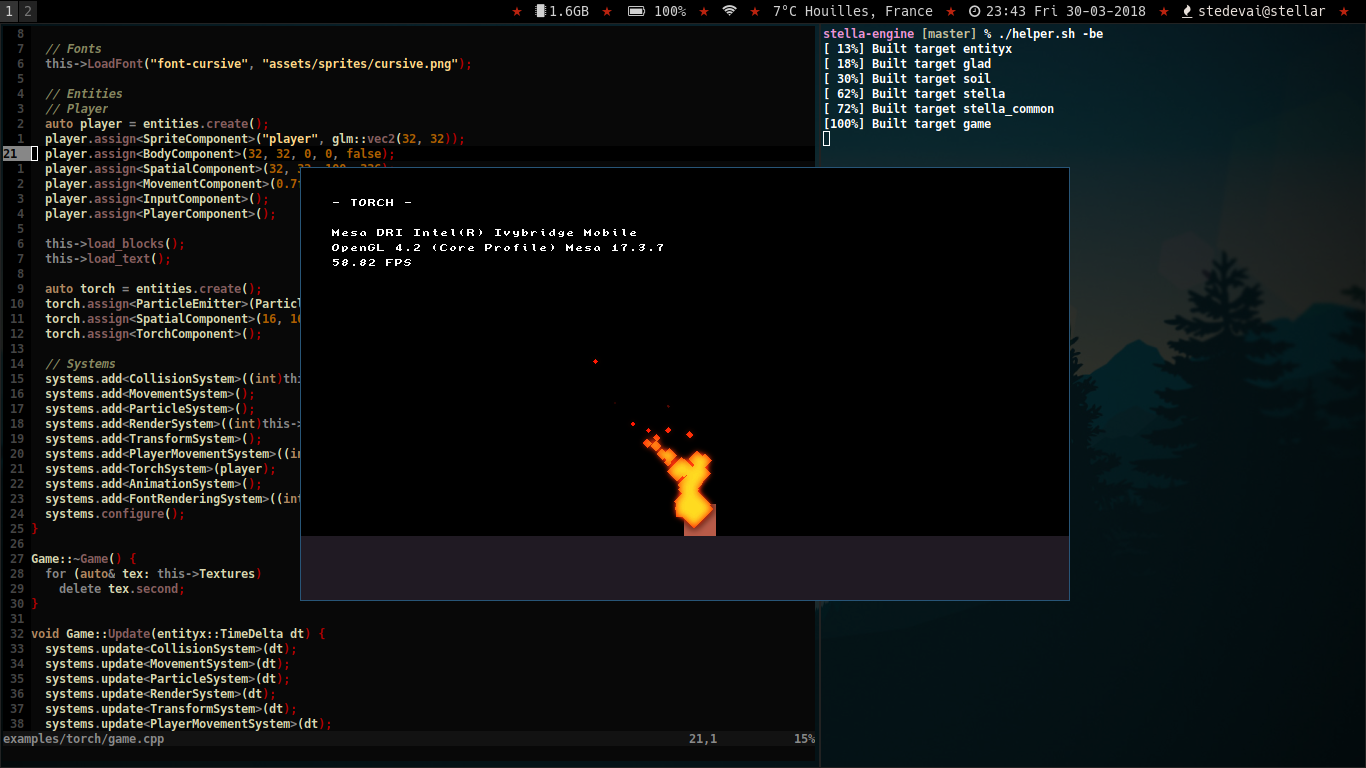 1 2 ★ 1.6GB ★ 100% ★ ★ 7°C Houilles, France ★ 23:43 Fri 30-03-2018 ★ stedevai@stellar ★
8
7 // Fonts
6 this->LoadFont("font-cursive", "assets/sprites/cursive.png");
5
4 // Entities
3 // Player
2 auto player = entities.create();
1 player.assign<SpriteComponent>("player", glm::vec2(32, 32));
21 player.assign<BodyComponent>(32, 32, 0, 0, false);
1 player.assign<SpatialComponent>(32,
2 player.assign<MovementComponent>(0.7
3 player.assign<InputComponent>();
4 player.assign<PlayerComponent>();
5
6 this->load_blocks();
7 this->load_text();
8
9 auto torch = entities.create();
10 torch.assign<ParticleEmitter>(Partic
11 torch.assign<SpatialComponent>(16, 1
12 torch.assign<TorchComponent>();
13
14 // Systems
15 systems.add<CollisionSystem>((int)thi
16 systems.add<MovementSystem>();
17 systems.add<ParticleSystem>();
18 systems.add<RenderSystem>((int)this->
19 systems.add<TransformSystem>();
20 systems.add<PlayerMovementSystem>((in
21 systems.add<TorchSystem>(player);
22 systems.add<AnimationSystem>();
23 systems.add<FontRenderingSystem>((int
24 systems.configure();
25 }
26
27 Game::~Game() {
28 for (auto& tex: this->Textures)
29 delete tex.second;
30 }
31
32 void Game::Update(entityx::TimeDelta dt) {
33 systems.update<CollisionSystem>(dt);
34 systems.update<MovementSystem>(dt);
35 systems.update<ParticleSystem>(dt);
36 systems.update<RenderSystem>(dt);
37 systems.update<TransformSystem>(dt);
38 systems.update<PlayerMovementSystem>(dt);
examples/torch/game.cpp 21,1 15%
stella-engine [master] % ./helper.sh -be
[ 13%] Built target entityx
[ 18%] Built target glad
[ 30%] Built target soil
[ 62%] Built target stella
[ 72%] Built target stella_common
[100%] Built target game
- TORCH -
Mesa DRI Intel(R) Ivybridge Mobile
OpenGL 4.2 (Core Profile) Mesa 17.3.7
58.82 FPS